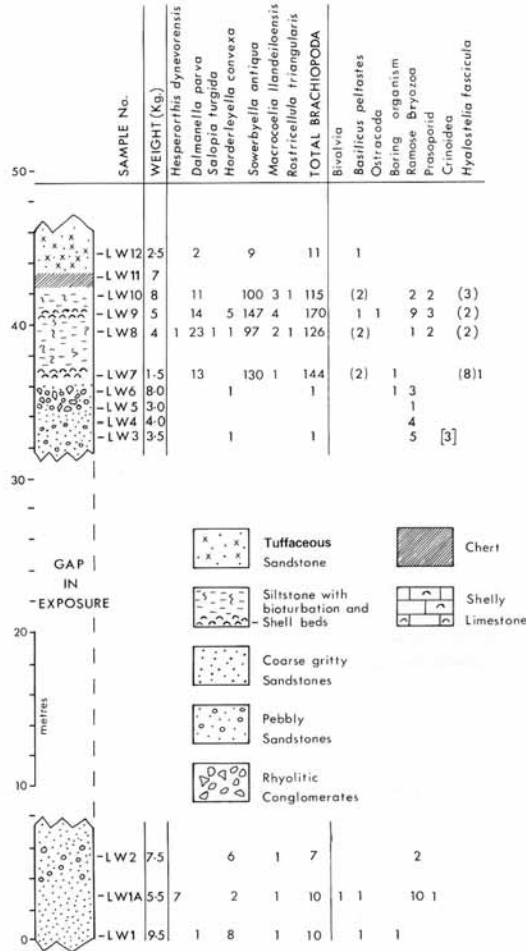 SAMPLE No.
WEIGHT (Kg.)
Hesperorthis dynevorensis
Dalmanella parva
Salopia turgida
Horderleyella convexa
Sowerbyella antiqua
Macrocoelia llandeiloensis
Rostricellula triangularis
TOTAL BRACHIOPODA
Bivalvia
Basilicus peltastes
Ostracoda
Boring organism
Ramose Bryozoa
Prasoporid
Crinoidea
Hyalostelia fascicula
50
LW12 2·5 2 9 11 1
LW11 7
LW10 8 11 100 3 1 115 (2) 2 2 (3)
40
LW9 5 14 5 147 4 170 1 1 9 3 (2)
LW8 4 1 23 1 1 97 2 1 126 (2) 1 2 (2)
LW7 1·5 13 130 1 144 (2) 1 (8) 1
LW6 8·0 1 1 1 3
LW5 3·0 1
LW4 4·0 4
LW3 3·5 1 1 5 [3]
30
GAP
IN
EXPOSURE
20
metres
10
0
Tuffaceous
Sandstone
Chert
Siltstone with
bioturbation and
Shell beds
Shelly
Limestone
Coarse gritty
Sandstones
Pebbly
Sandstones
Rhyolitic
Conglomerates
LW2 7·5 6 1 7 2
LW1A 5·5 7 2 1 10 1 1 10 1
LW1 9·5 1 8 1 10 1